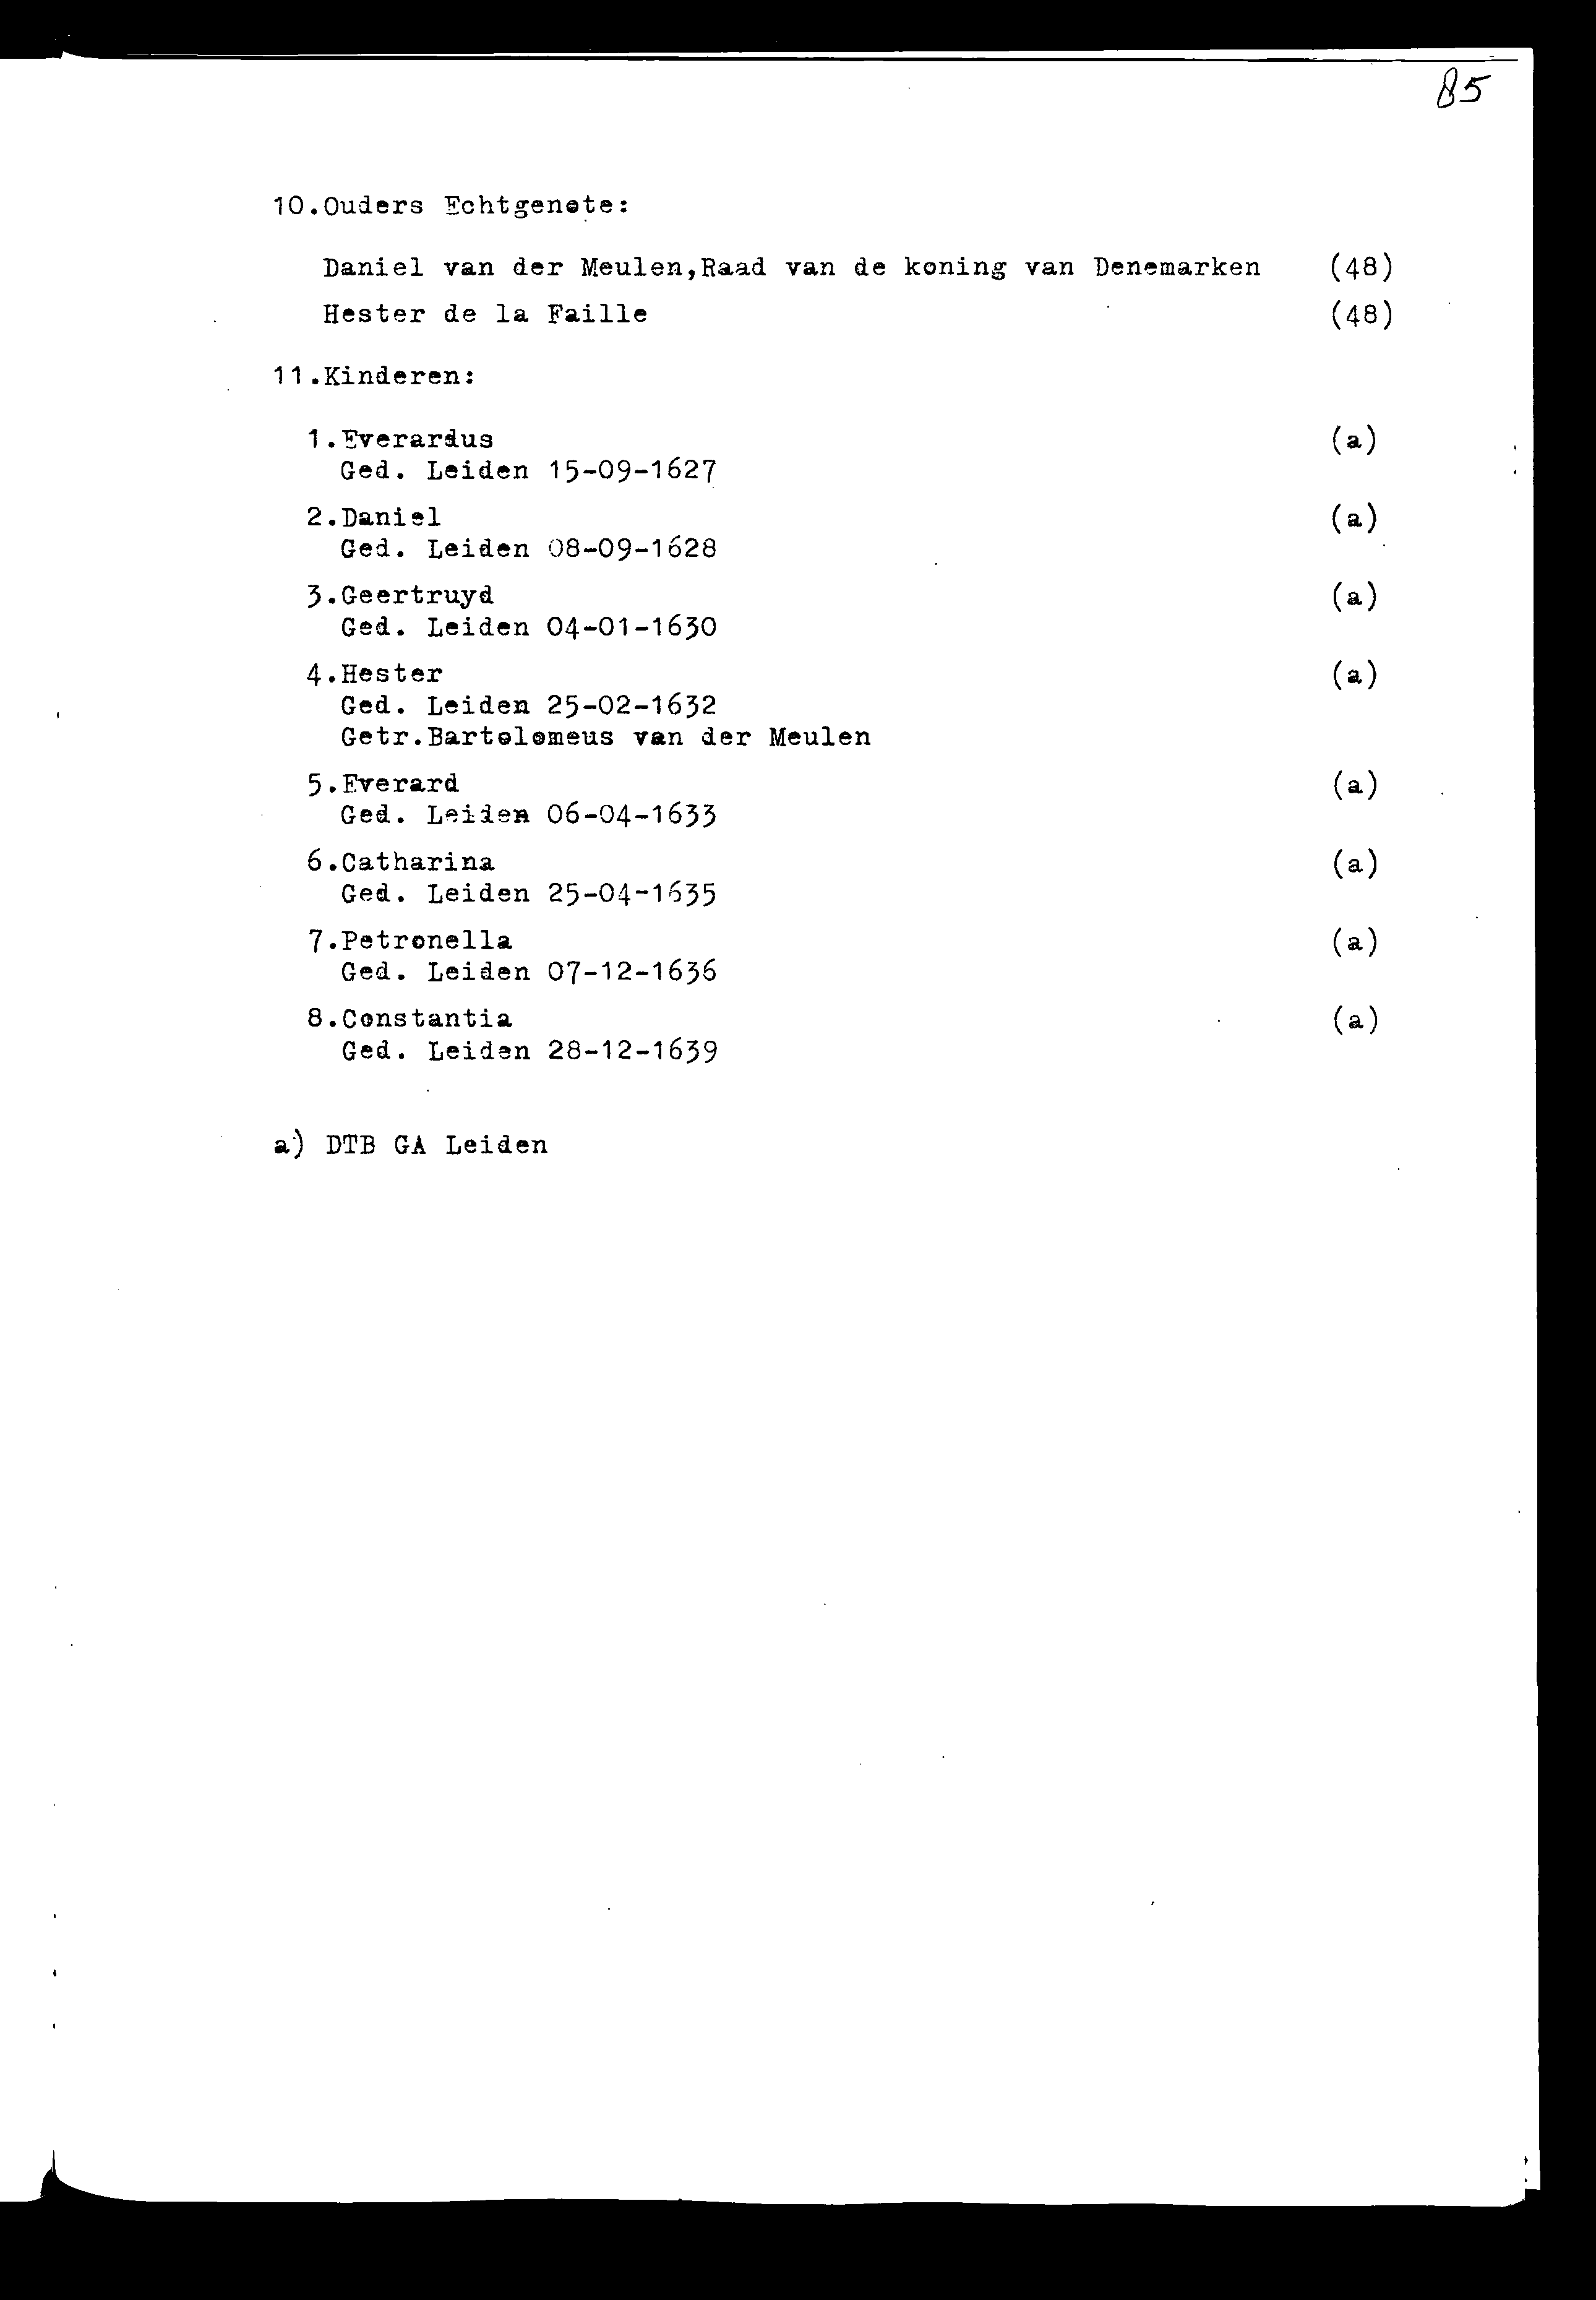 85
10.Ouders Echtgenote:
Daniel van der Meulen,Raad van de koning van Denemarken (48)
Hester de la Faille (48)
11.Kinderen:
1.Everardus (a)
Ged. Leiden 15-09-1627
2.Daniel (a)
Ged. Leiden 08-09-1628
3.Geertruyd (a)
Ged. Leiden 04-01-1630
4.Hester (a)
Ged. Leiden 25-02-1632
Getr.Bartolomeus van der Meulen
5.Everard (a)
Ged. Leiden 06-04-1633
6.Catharina (a)
Ged. Leiden 25-04-1635
7.Petronella (a)
Ged. Leiden 07-12-1636
8.Constantia (a)
Ged. Leiden 28-12-1639
a) DTB GA Leiden